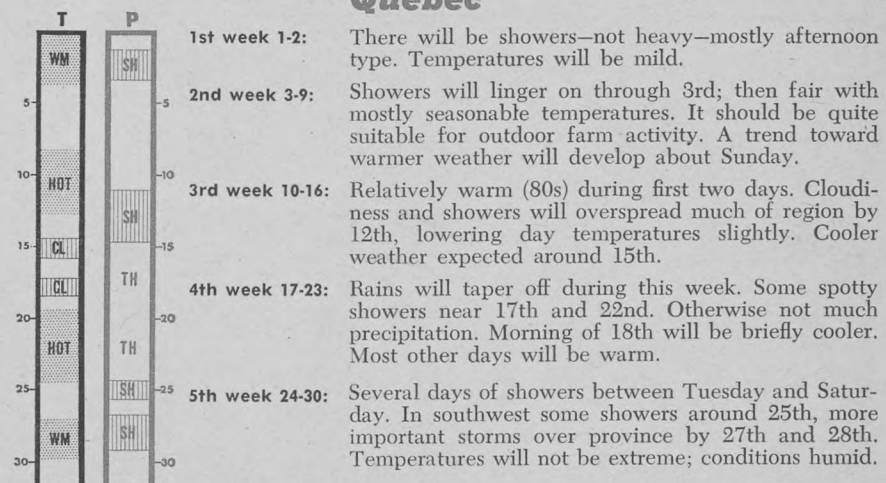 Quebec
T P
WM
SH
5 5
10 10
HOT
SH
15 15
CL
TH
CL
20 20
HOT
TH
25 SH 25
SH
WM
30 30
1st week 1-2: There will be showers—not heavy—mostly afternoon
type. Temperatures will be mild.
2nd week 3-9: Showers will linger on through 3rd; then fair with
mostly seasonable temperatures. It should be quite
suitable for outdoor farm activity. A trend toward
warmer weather will develop about Sunday.
3rd week 10-16: Relatively warm (80s) during first two days. Cloudi-
ness and showers will overspread much of region by
12th, lowering day temperatures slightly. Cooler
weather expected around 15th.
4th week 17-23: Rains will taper off during this week. Some spotty
showers near 17th and 22nd. Otherwise not much
precipitation. Morning of 18th will be briefly cooler.
Most other days will be warm.
5th week 24-30: Several days of showers between Tuesday and Satur-
day. In southwest some showers around 25th, more
important storms over province by 27th and 28th.
Temperatures will not be extreme; conditions humid.